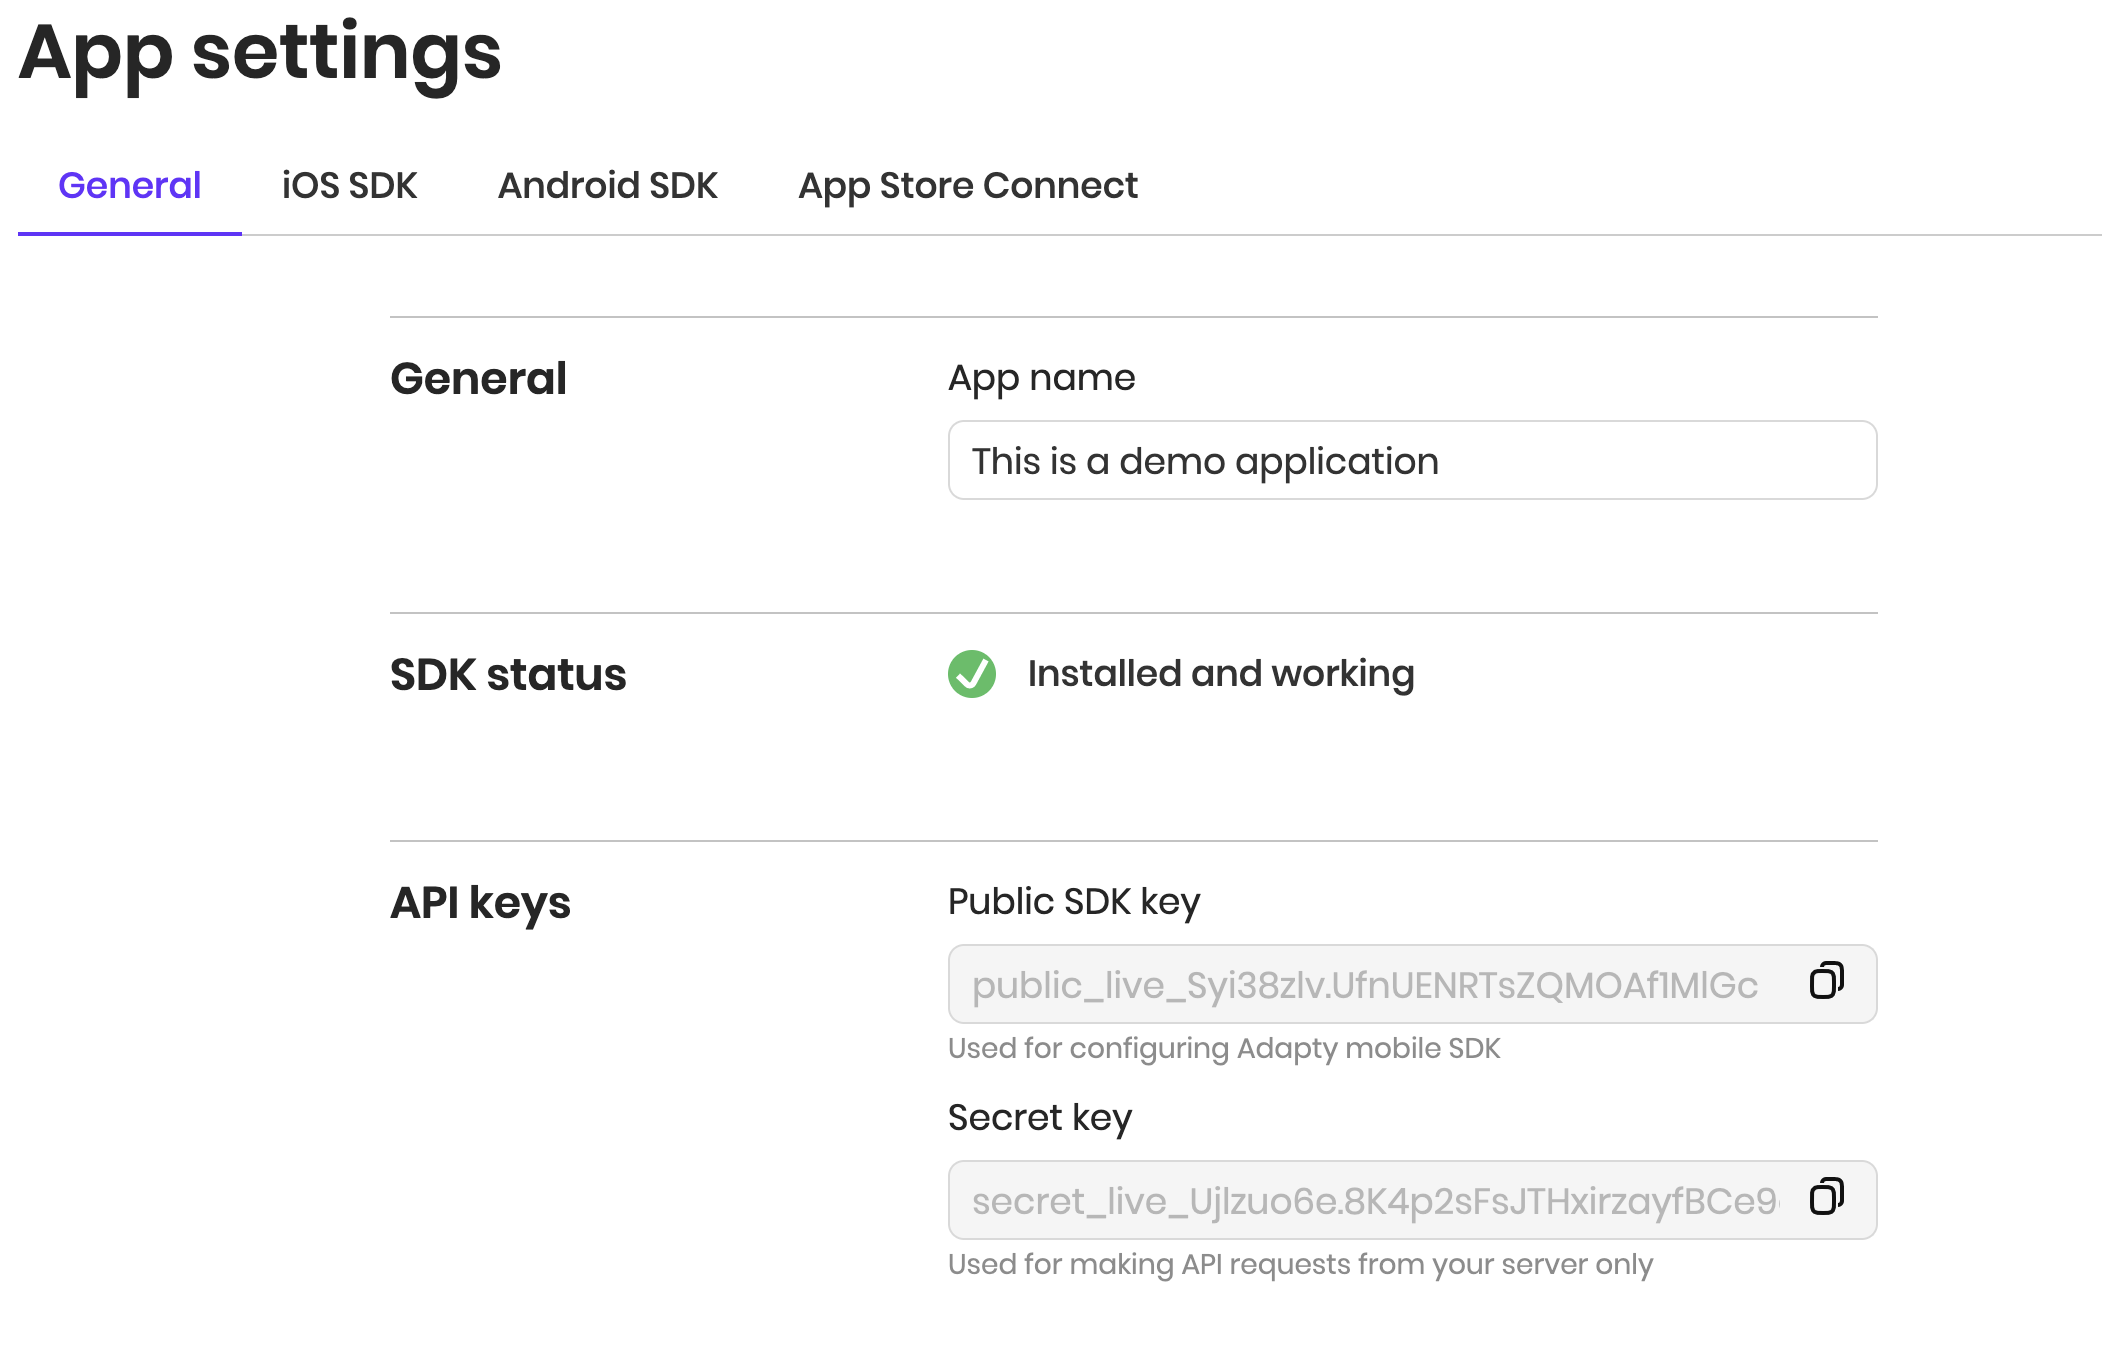 App settings
General
iOS SDK
Android SDK
App Store Connect
General
App name
This is a demo application
SDK status
Installed and working
API keys
Public SDK key
public_live_Syi38zlv.UfnUENRTsZQMOAf1MlGc
Used for configuring Adapty mobile SDK
Secret key
secret_live_Ujlzuo6e.8K4p2sFsJTHxirzayfBCe9
Used for making API requests from your server only